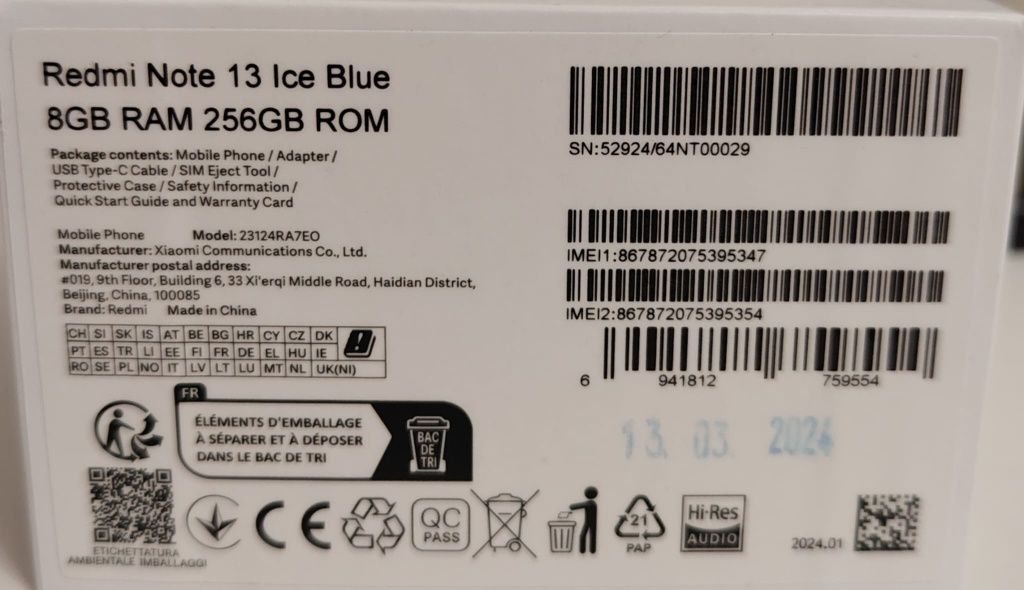 Redmi Note 13 Ice Blue
8GB RAM 256GB ROM
Package contents: Mobile Phone / Adapter /
USB Type-C Cable / SIM Eject Tool /
Protective Case / Safety Information /
Quick Start Guide and Warranty Card
Mobile Phone Model: 23124RA7EO
Manufacturer: Xiaomi Communications Co., Ltd.
Manufacturer postal address:
#019, 9th Floor, Building 6, 33 Xi'erqi Middle Road, Haidian District,
Beijing, China, 100085
Brand: Redmi Made in China
CH SI SK IS AT BE BG HR CY CZ DK
PT ES TR LI EE FI FR DE EL HU IE
RO SE PL NO IT LV LT LU MT NL UK(NI)
SN:52924/64NT00029
IMEI1:867872075395347
IMEI2:867872075395354
6 941812 759554
13. 03. 2024
FR
ÉLÉMENTS D'EMBALLAGE
À SÉPARER ET À DÉPOSER
DANS LE BAC DE TRI
BAC
DE
TRI
ETICHETTATURA
AMBIENTALE IMBALLAGGI
CE
QC
PASS
21
PAP
Hi-Res
AUDIO
2024.01